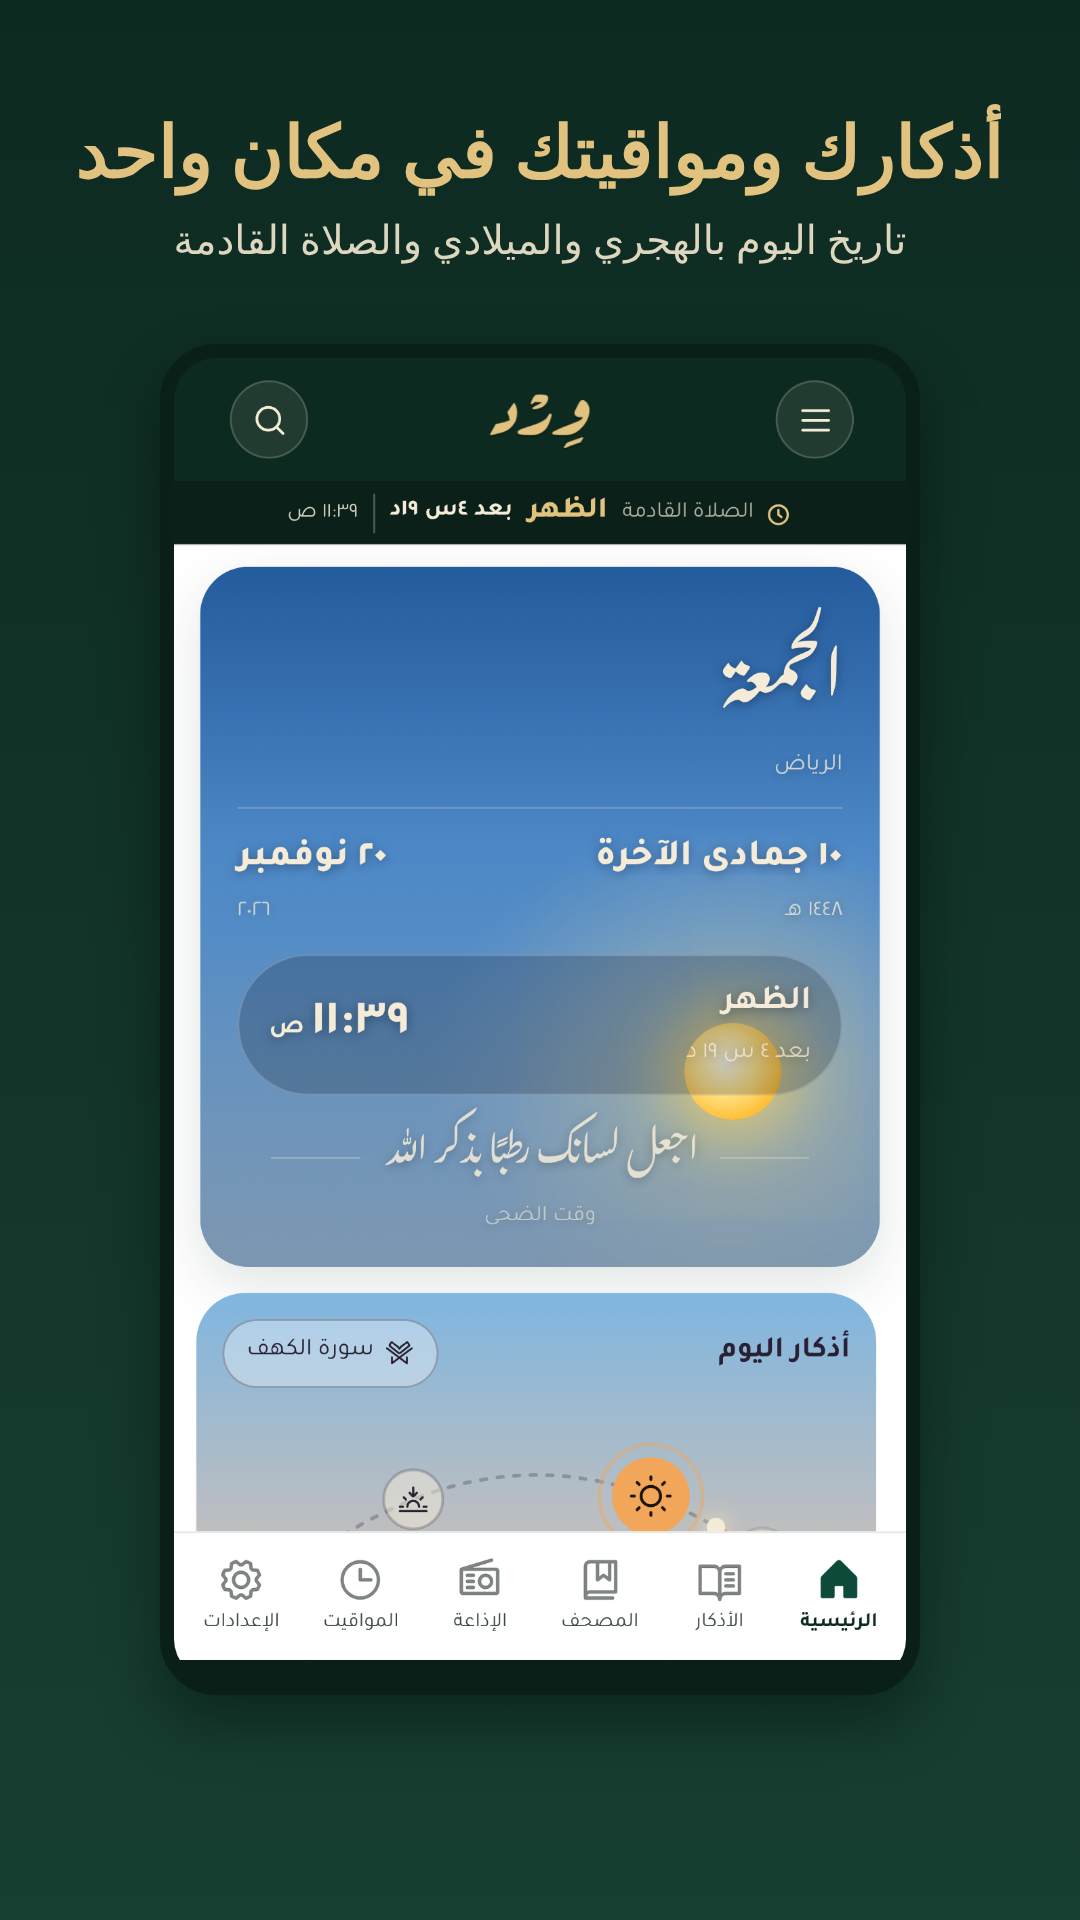 أذكارك ومواقيتك في مكان واحد
تاريخ اليوم بالهجري والميلادي والصلاة القادمة
وِرْد
الصلاة القادمة الظهر بعد ٤س ١٩د ١١:٣٩ ص
الجمعة
الرياض
١٠ جمادى الآخرة
٢٠ نوفمبر
١٤٤٨ هـ
٢٠٢٦
الظهر
١١:٣٩ ص
بعد ٤ س ١٩ د
اجعل لسانك رطبًا بذكر الله
وقت الضحى
أذكار اليوم
سورة الكهف
الرئيسية
الأذكار
المصحف
الإذاعة
المواقيت
الإعدادات